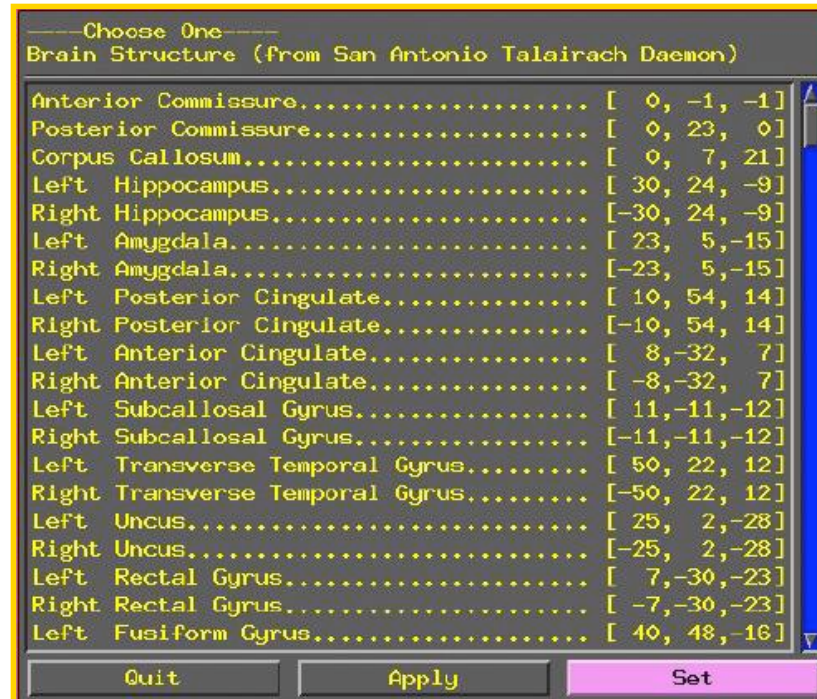 ----Choose One----
Brain Structure (from San Antonio Talairach Daemon)
Anterior Commissure...................... [  0, -1, -1]
Posterior Commissure..................... [  0, 23,  0]
Corpus Callosum.......................... [  0,  7, 21]
Left  Hippocampus........................ [ 30, 24, -9]
Right Hippocampus........................ [-30, 24, -9]
Left  Amygdala........................... [ 23,  5,-15]
Right Amygdala........................... [-23,  5,-15]
Left  Posterior Cingulate................ [ 10, 54, 14]
Right Posterior Cingulate................ [-10, 54, 14]
Left  Anterior Cingulate................. [  8,-32,  7]
Right Anterior Cingulate................. [ -8,-32,  7]
Left  Subcallosal Gyrus.................. [ 11,-11,-12]
Right Subcallosal Gyrus.................. [-11,-11,-12]
Left  Transverse Temporal Gyrus.......... [ 50, 22, 12]
Right Transverse Temporal Gyrus.......... [-50, 22, 12]
Left  Uncus.............................. [ 25,  2,-28]
Right Uncus.............................. [-25,  2,-28]
Left  Rectal Gyrus....................... [  7,-30,-23]
Right Rectal Gyrus....................... [ -7,-30,-23]
Left  Fusiform Gyrus..................... [ 40, 48,-16]
Quit Apply Set